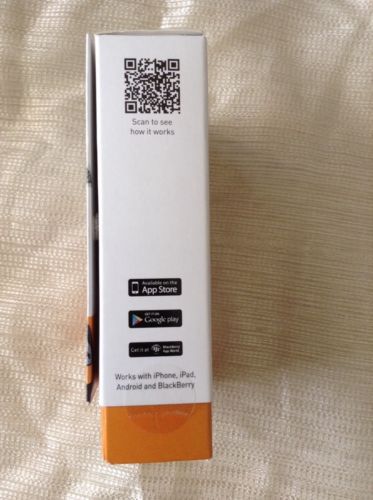 Scan to see
how it works
Available on the
App Store
GET IT ON
Google play
Get it at BlackBerry
App World
Works with iPhone, iPad,
Android and BlackBerry